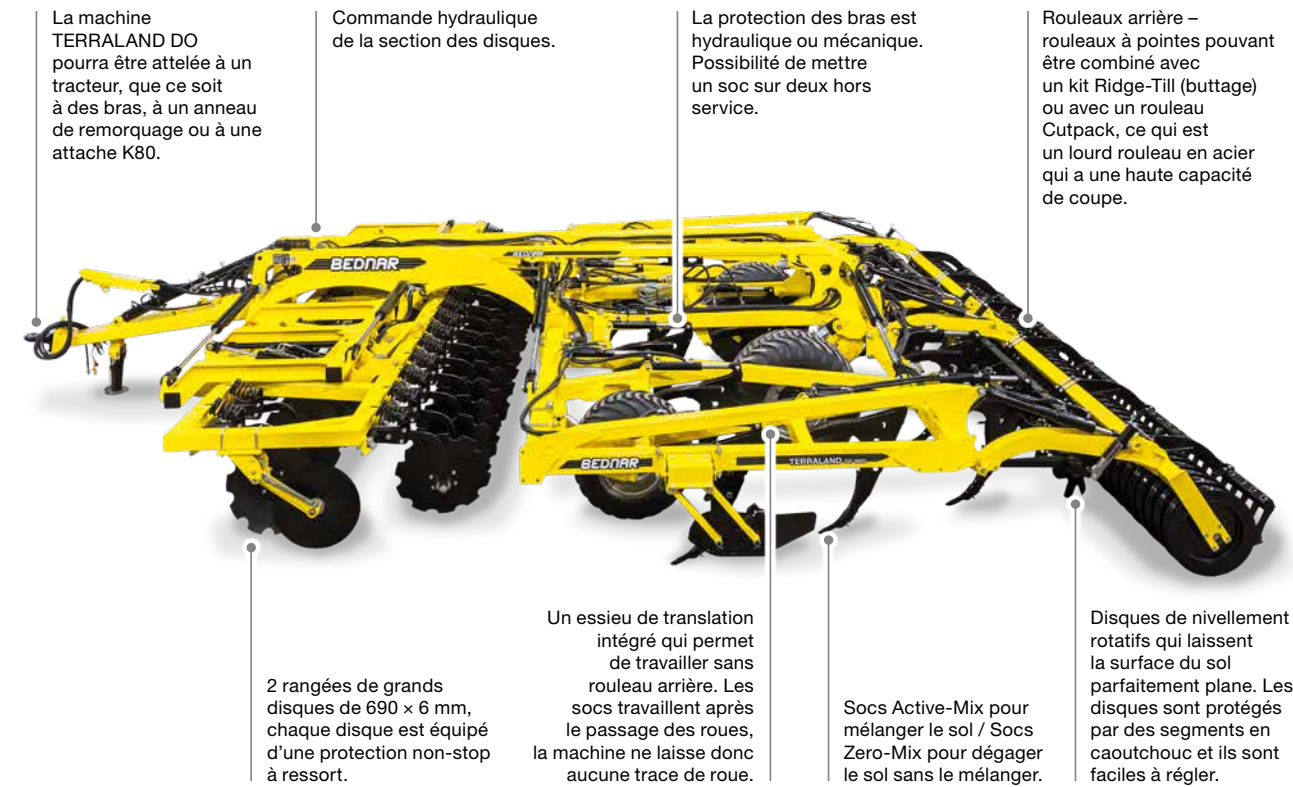 La machine
TERRALAND DO
pourra être attelée à un
tracteur, que ce soit
à des bras, à un anneau
de remorquage ou à une
attache K80.
Commande hydraulique
de la section des disques.
La protection des bras est
hydraulique ou mécanique.
Possibilité de mettre
un soc sur deux hors
service.
Rouleaux arrière –
rouleaux à pointes pouvant
être combiné avec
un kit Ridge-Till (buttage)
ou avec un rouleau
Cutpack, ce qui est
un lourd rouleau en acier
qui a une haute capacité
de coupe.
BEDNAR
BEDNAR
BEDNAR
TERRALAND
2 rangées de grands
disques de 690 × 6 mm,
chaque disque est équipé
d’une protection non-stop
à ressort.
Un essieu de translation
intégré qui permet
de travailler sans
rouleau arrière. Les
socs travaillent après
le passage des roues,
la machine ne laisse donc
aucune trace de roue.
Socs Active-Mix pour
mélanger le sol / Socs
Zero-Mix pour dégager
le sol sans le mélanger.
Disques de nivellement
rotatifs qui laissent
la surface du sol
parfaitement plane. Les
disques sont protégés
par des segments en
caoutchouc et ils sont
faciles à régler.